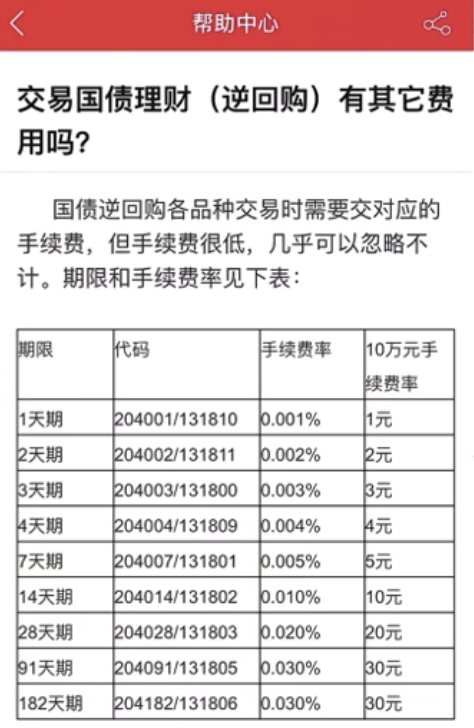 帮助中心
交易国债理财（逆回购）有其它费
用吗?
国债逆回购各品种交易时需要交对应的
手续费，但手续费很低，几乎可以忽略不
计。期限和手续费率见下表：
期限 代码 手续费率 10万元手
续费率
1天期 204001/131810 0.001% 1元
2天期 204002/131811 0.002% 2元
3天期 204003/131800 0.003% 3元
4天期 204004/131809 0.004% 4元
7天期 204007/131801 0.005% 5元
14天期 204014/131802 0.010% 10元
28天期 204028/131803 0.020% 20元
91天期 204091/131805 0.030% 30元
182天期 204182/131806 0.030% 30元